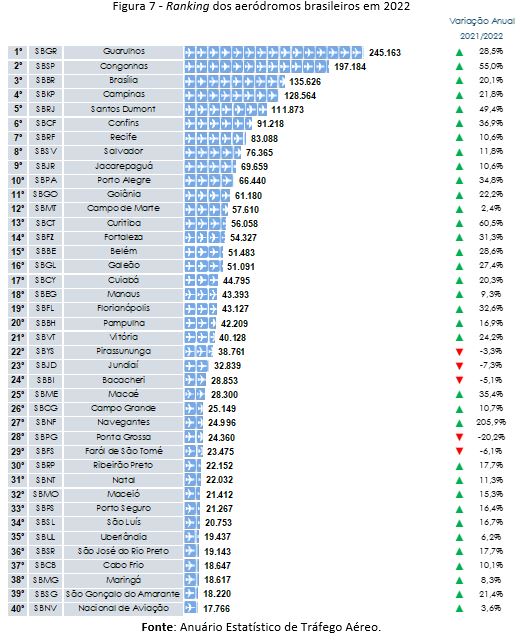 Figura 7 - Ranking dos aeródromos brasileiros em 2022
Variação Anual
2021/2022
1° SBGR Guarulhos 245.163 28,5%
2° SBSP Congonhas 197.184 55,0%
3° SBBR Brasília 135.626 20,1%
4° SBKP Campinas 128.564 21,8%
5° SBRJ Santos Dumont 111.873 49,4%
6° SBCF Confins 91.218 36,9%
7° SBRF Recife 83.088 10,6%
8° SBSV Salvador 76.365 11,8%
9° SBJR Jacarepaguá 69.659 10,6%
10° SBPA Porto Alegre 66.440 34,8%
11° SBGO Goiânia 61.180 22,2%
12° SBMT Campo de Marte 57.610 2,4%
13° SBCT Curitiba 56.058 60,5%
14° SBFZ Fortaleza 54.327 31,3%
15° SBBE Belém 51.483 28,6%
16° SBGL Galeão 51.091 27,4%
17° SBCY Cuiabá 44.795 20,3%
18° SBEG Manaus 43.393 9,3%
19° SBFL Florianópolis 43.127 32,6%
20° SBBH Pampulha 42.209 16,9%
21° SBVT Vitória 40.128 24,2%
22° SBYS Pirassununga 38.761 -3,3%
23° SBJD Jundiaí 32.839 -7,3%
24° SBBI Bacacheri 28.853 -5,1%
25° SBME Macaé 28.300 35,4%
26° SBCG Campo Grande 25.149 10,7%
27° SBNF Navegantes 24.996 205,9%
28° SBPG Ponta Grossa 24.360 -20,2%
29° SBFS Farol de São Tomé 23.475 -6,1%
30° SBRP Ribeirão Preto 22.152 17,7%
31° SBNT Natal 22.032 11,3%
32° SBMO Maceió 21.412 15,3%
33° SBPS Porto Seguro 21.267 16,4%
34° SBSL São Luís 20.753 16,7%
35° SBUL Uberlândia 19.437 6,2%
36° SBSR São José do Rio Preto 19.143 17,7%
37° SBCB Cabo Frio 18.647 10,1%
38° SBMG Maringá 18.617 8,3%
39° SBSG São Gonçalo do Amarante 18.220 21,4%
40° SBNV Nacional de Aviação 17.766 3,6%
Fonte: Anuário Estatístico de Tráfego Aéreo.